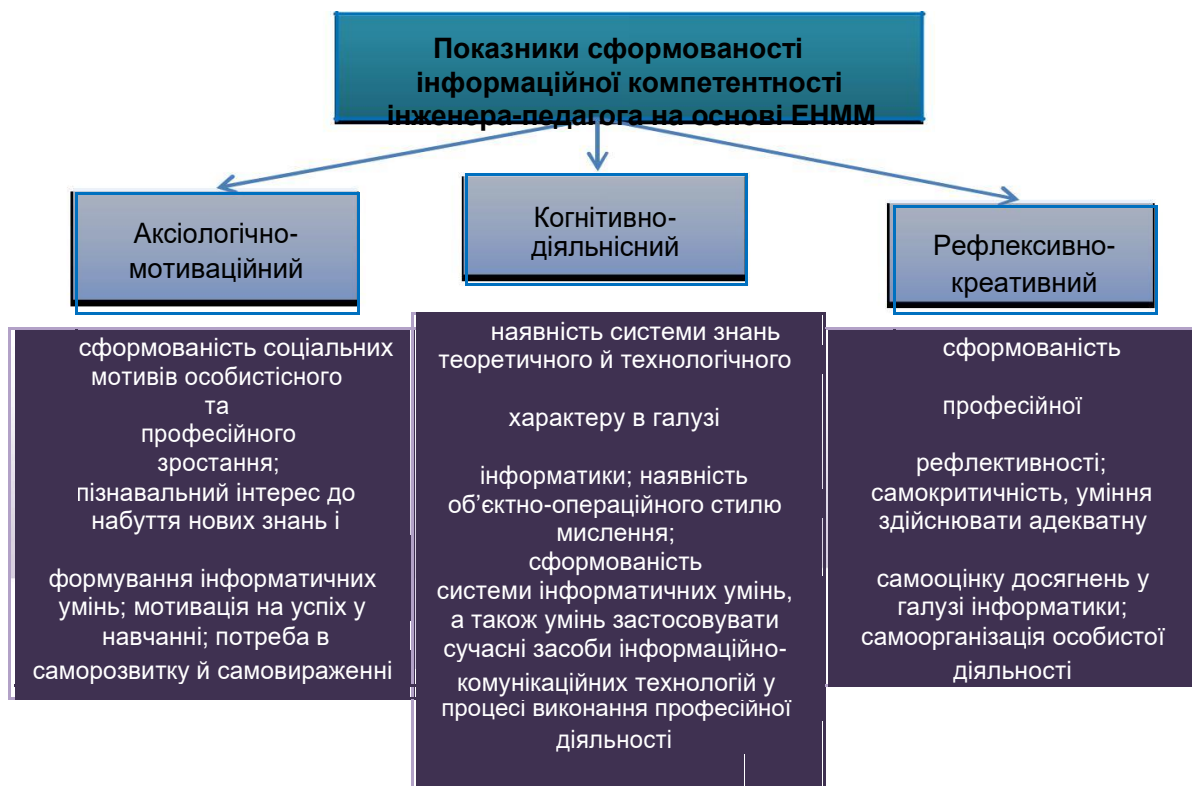 Показники сформованості
інформаційної компетентності
інженера-педагога на основі ЕНММ
Аксіологічно-
мотиваційний
Когнітивно-
діяльнісний
Рефлексивно-
креативний
сформованість соціальних
мотивів особистісного
та
професійного
зростання;
пізнавальний інтерес до
набуття нових знань і
формування інформатичних
умінь; мотивація на успіх у
навчанні; потреба в
саморозвитку й самовираженні
наявність системи знань
теоретичного й технологічного
характеру в галузі
інформатики; наявність
об’єктно-операційного стилю
мислення;
сформованість
системи інформатичних умінь,
а також умінь застосовувати
сучасні засоби інформаційно-
комунікаційних технологій у
процесі виконання професійної
діяльності
сформованість
професійної
рефлективності;
самокритичність, уміння
здійснювати адекватну
самооцінку досягнень у
галузі інформатики;
самоорганізація особистої
діяльності